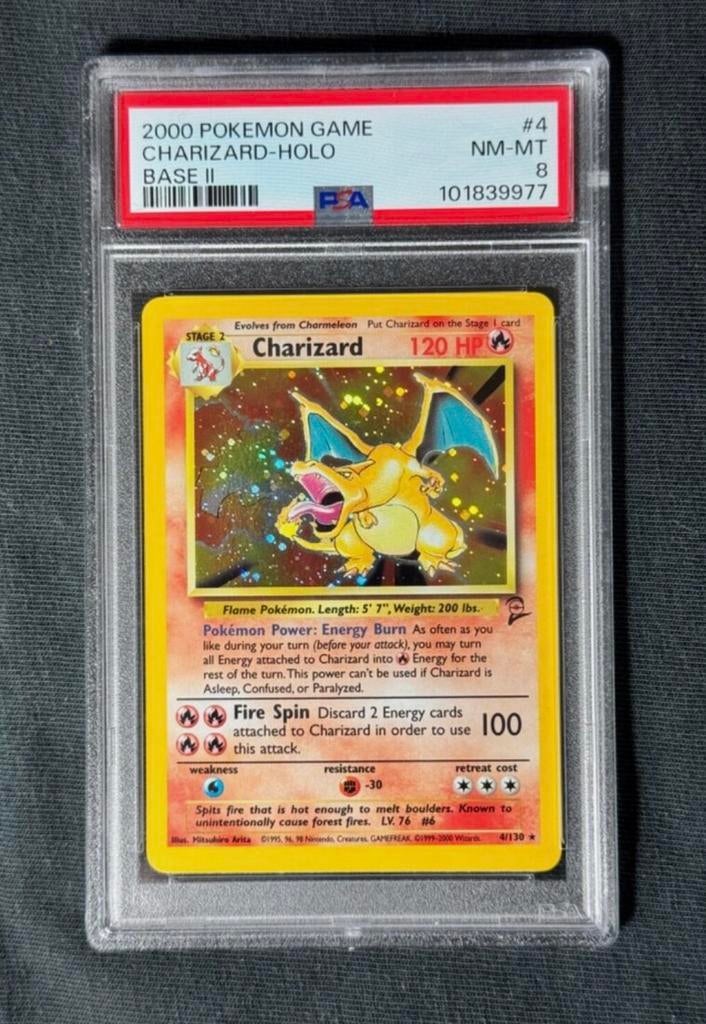 2000 POKEMON GAME #4
CHARIZARD-HOLO NM-MT
BASE II 8
PSA 101839977
Evolves from Charmeleon Put Charizard on the Stage 1 card
STAGE 2 Charizard 120 HP
Flame Pokémon. Length: 5' 7", Weight: 200 lbs.
Pokémon Power: Energy Burn As often as you
like during your turn (before your attack), you may turn
all Energy attached to Charizard into Energy for the
rest of the turn. This power can't be used if Charizard is
Asleep, Confused, or Paralyzed.
Fire Spin Discard 2 Energy cards
attached to Charizard in order to use 100
this attack.
weakness resistance retreat cost
-30
Spits fire that is hot enough to melt boulders. Known to
unintentionally cause forest fires. LV. 76 #6
Illus. Mitsuhiro Arita ©1995, 96, 98 Nintendo, Creatures, GAMEFREAK. ©1999-2000 Wizards. 4/130